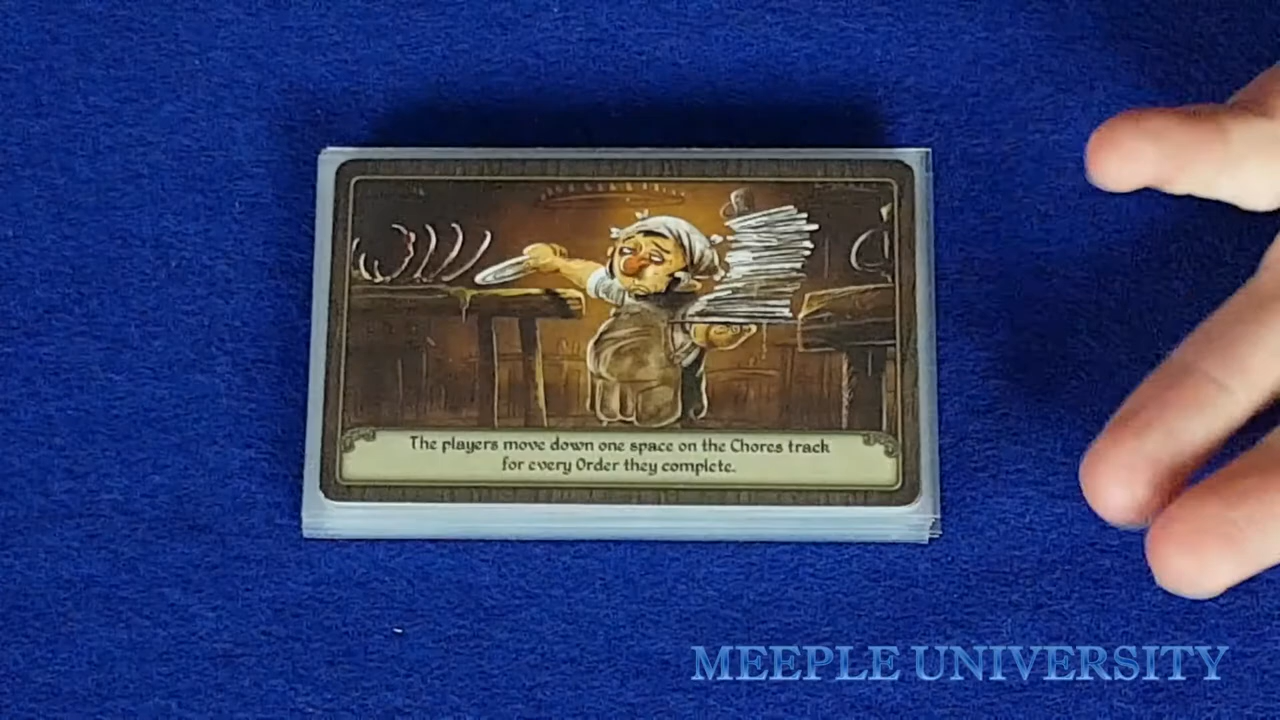 The players move down one space on the Chores track
for every Order they complete.
MEEPLE UNIVERSITY